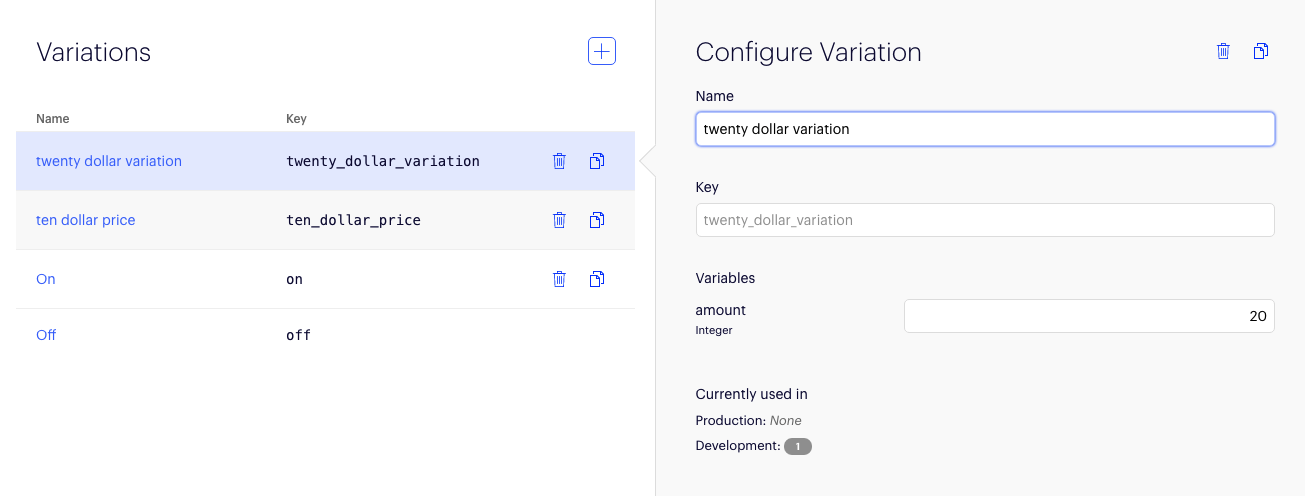 Variations
Name Key
twenty dollar variation twenty_dollar_variation
ten dollar price ten_dollar_price
On on
Off off
Configure Variation
Name
twenty dollar variation
Key
twenty_dollar_variation
Variables
amount 20
Integer
Currently used in
Production: None
Development: 1